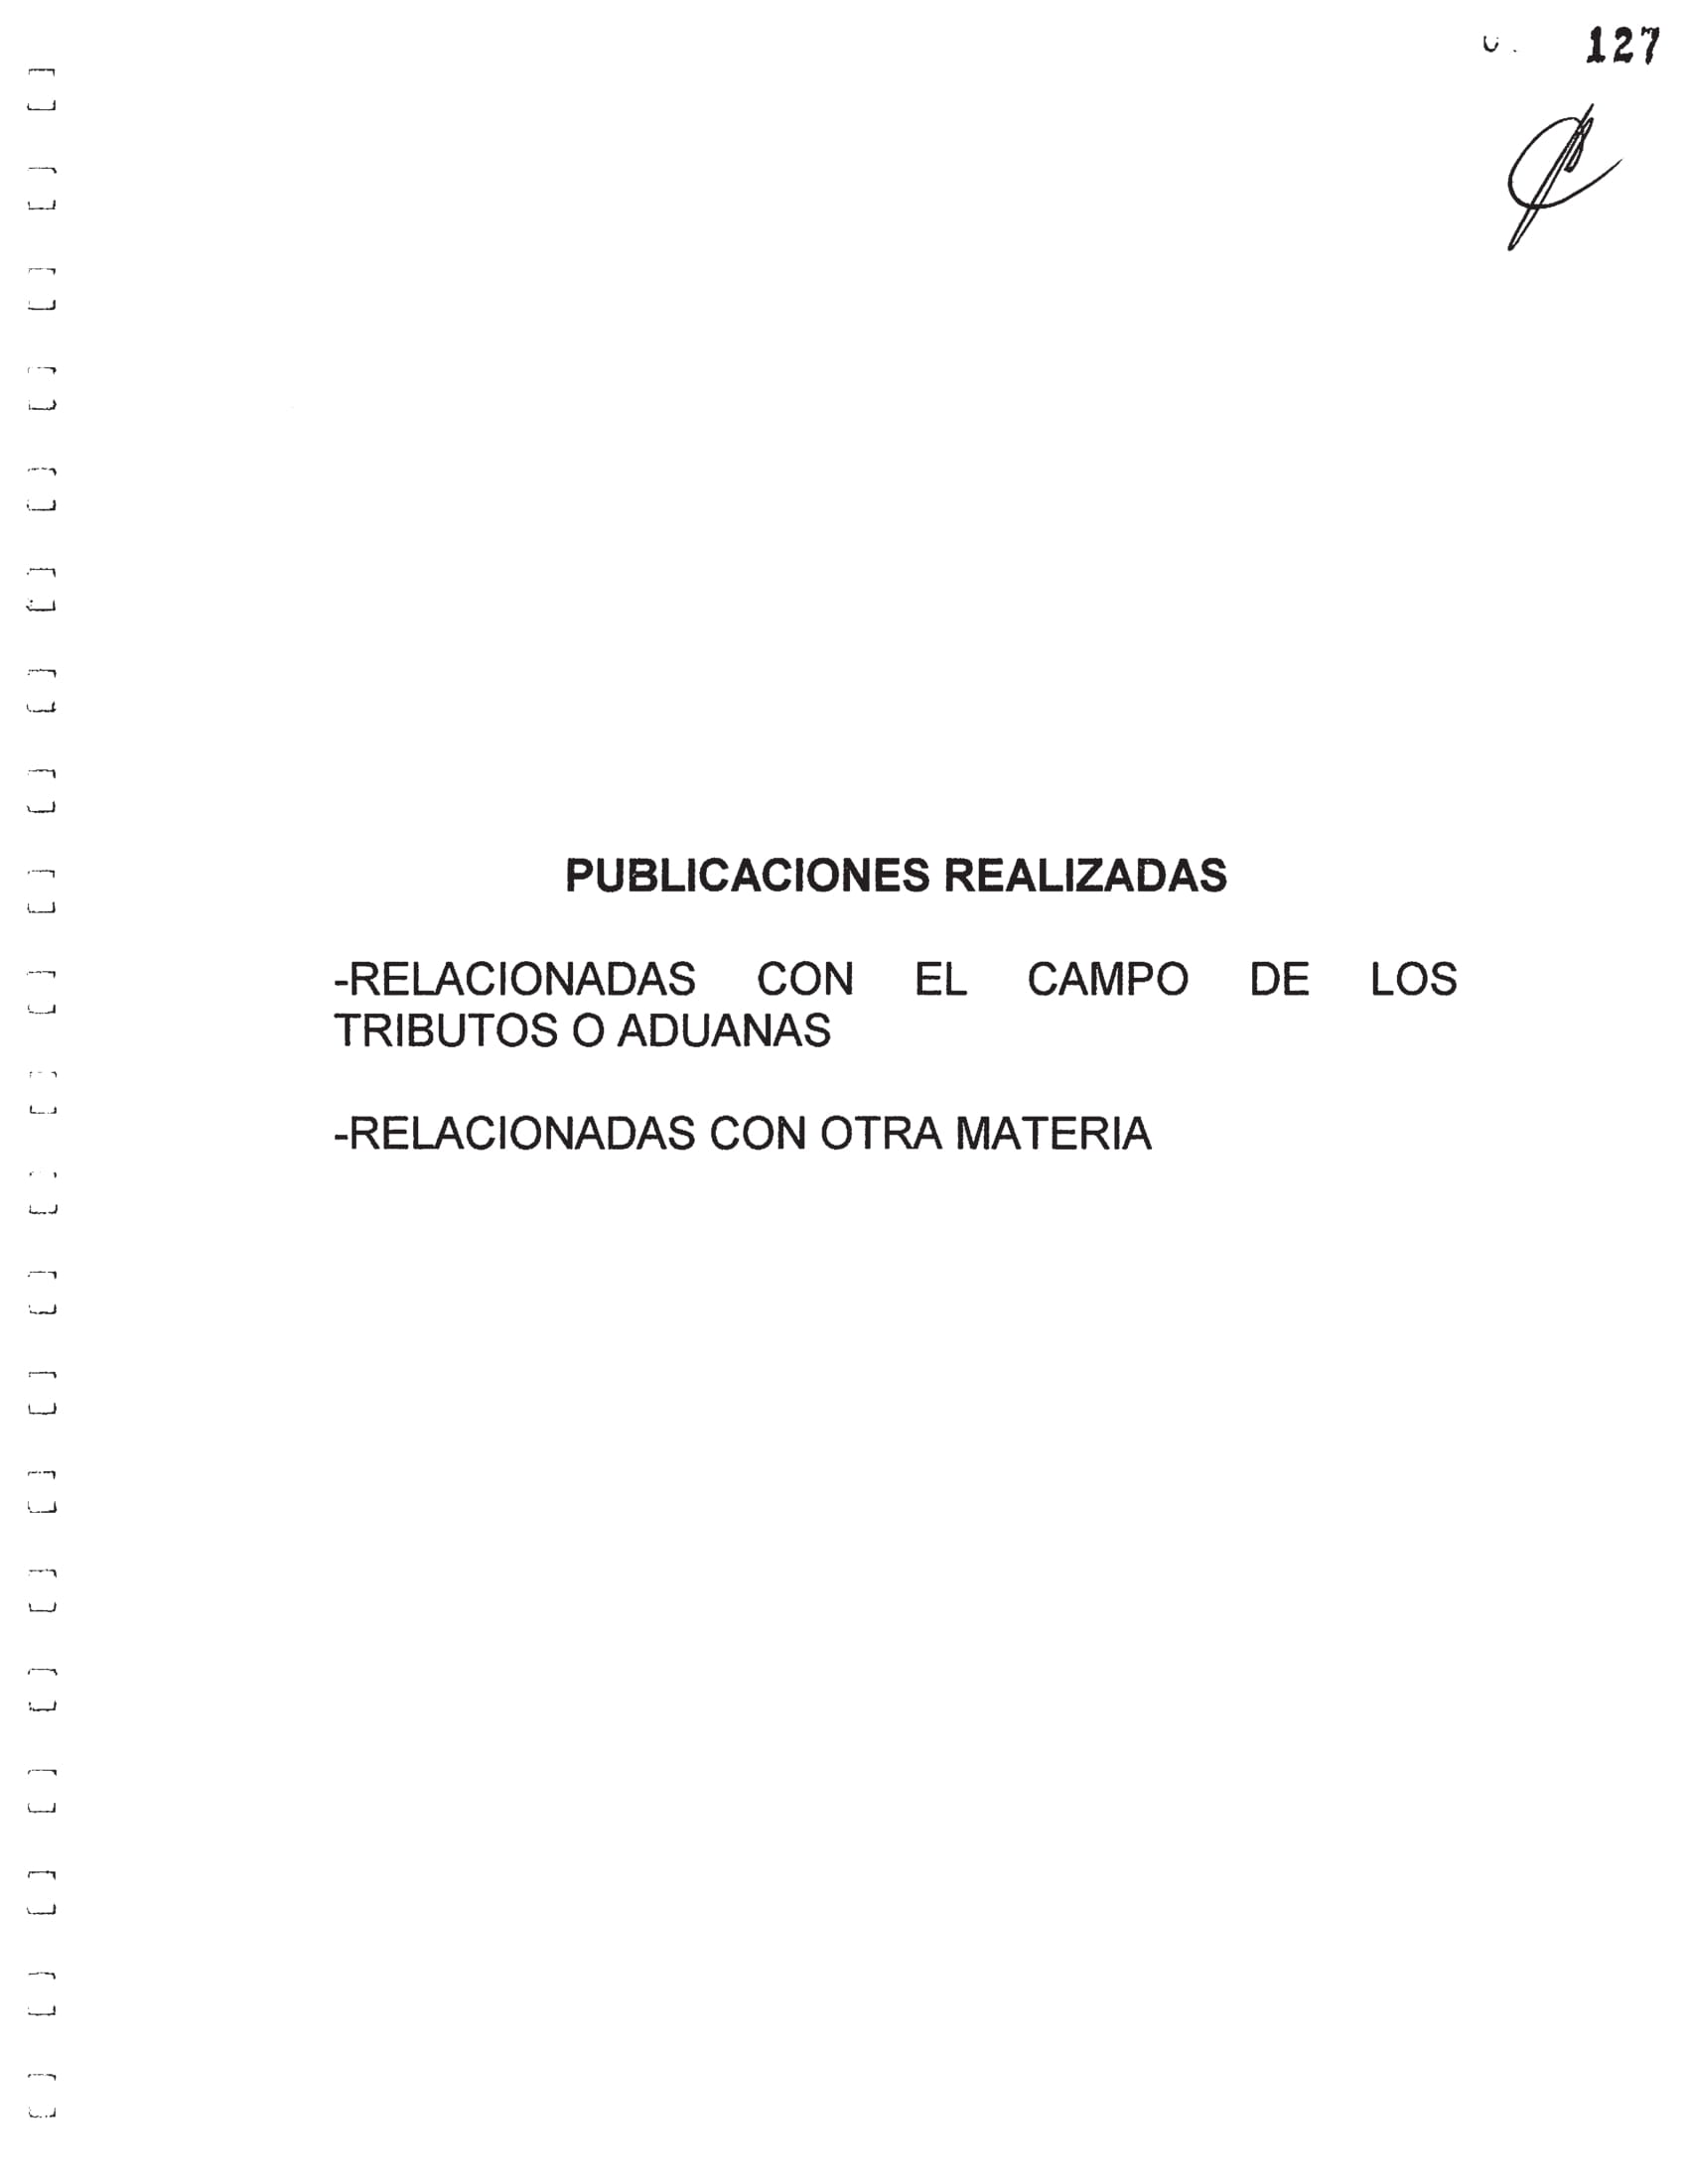 127
PUBLICACIONES REALIZADAS
-RELACIONADAS CON EL CAMPO DE LOS
TRIBUTOS O ADUANAS
-RELACIONADAS CON OTRA MATERIA